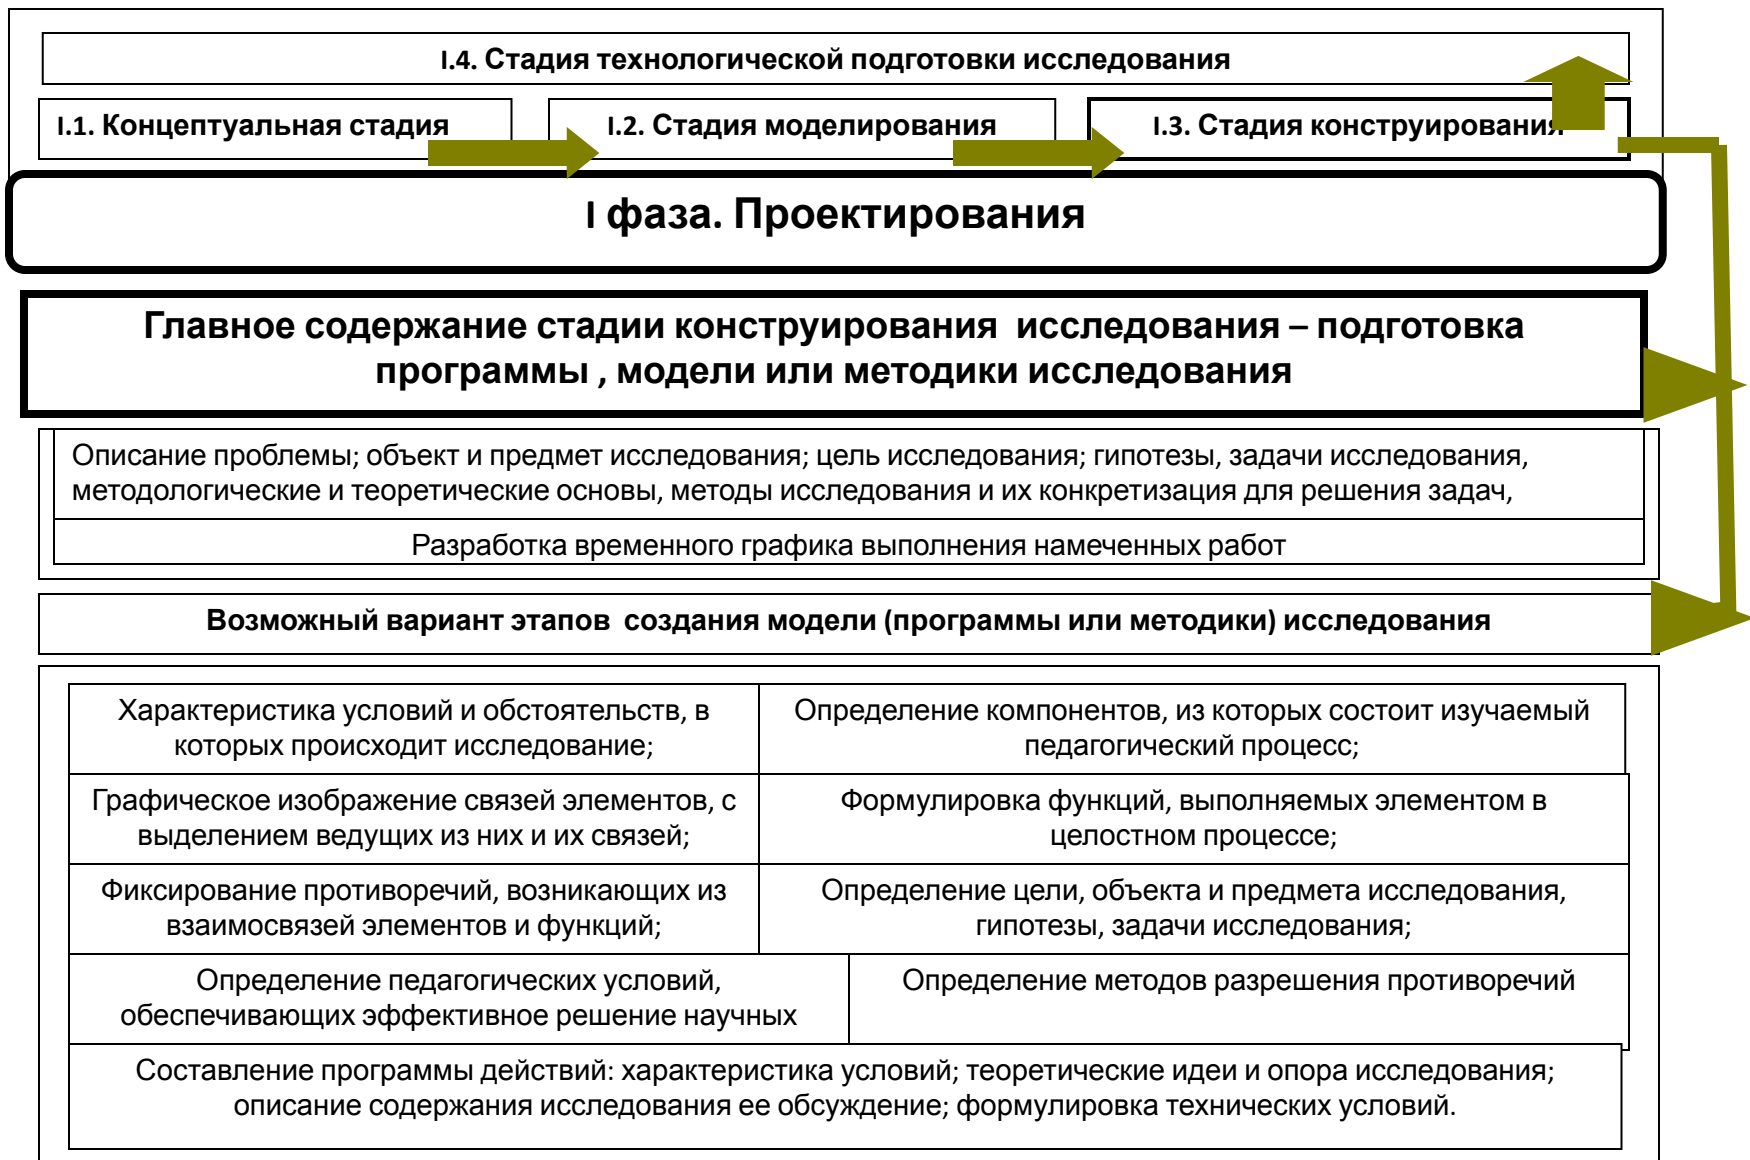 I.4. Стадия технологической подготовки исследования
I.1. Концептуальная стадия
I.2. Стадия моделирования
I.3. Стадия конструирования
I фаза. Проектирования
Главное содержание стадии конструирования  исследования – подготовка
программы , модели или методики исследования
Описание проблемы; объект и предмет исследования; цель исследования; гипотезы, задачи исследования,
методологические и теоретические основы, методы исследования и их конкретизация для решения задач,
Разработка временного графика выполнения намеченных работ
Возможный вариант этапов  создания модели (программы или методики) исследования
Характеристика условий и обстоятельств, в
которых происходит исследование;
Определение компонентов, из которых состоит изучаемый
педагогический процесс;
Графическое изображение связей элементов, с
выделением ведущих из них и их связей;
Формулировка функций, выполняемых элементом в
целостном процессе;
Фиксирование противоречий, возникающих из
взаимосвязей элементов и функций;
Определение цели, объекта и предмета исследования,
гипотезы, задачи исследования;
Определение педагогических условий,
обеспечивающих эффективное решение научных
Определение методов разрешения противоречий
Составление программы действий: характеристика условий; теоретические идеи и опора исследования;
описание содержания исследования ее обсуждение; формулировка технических условий.